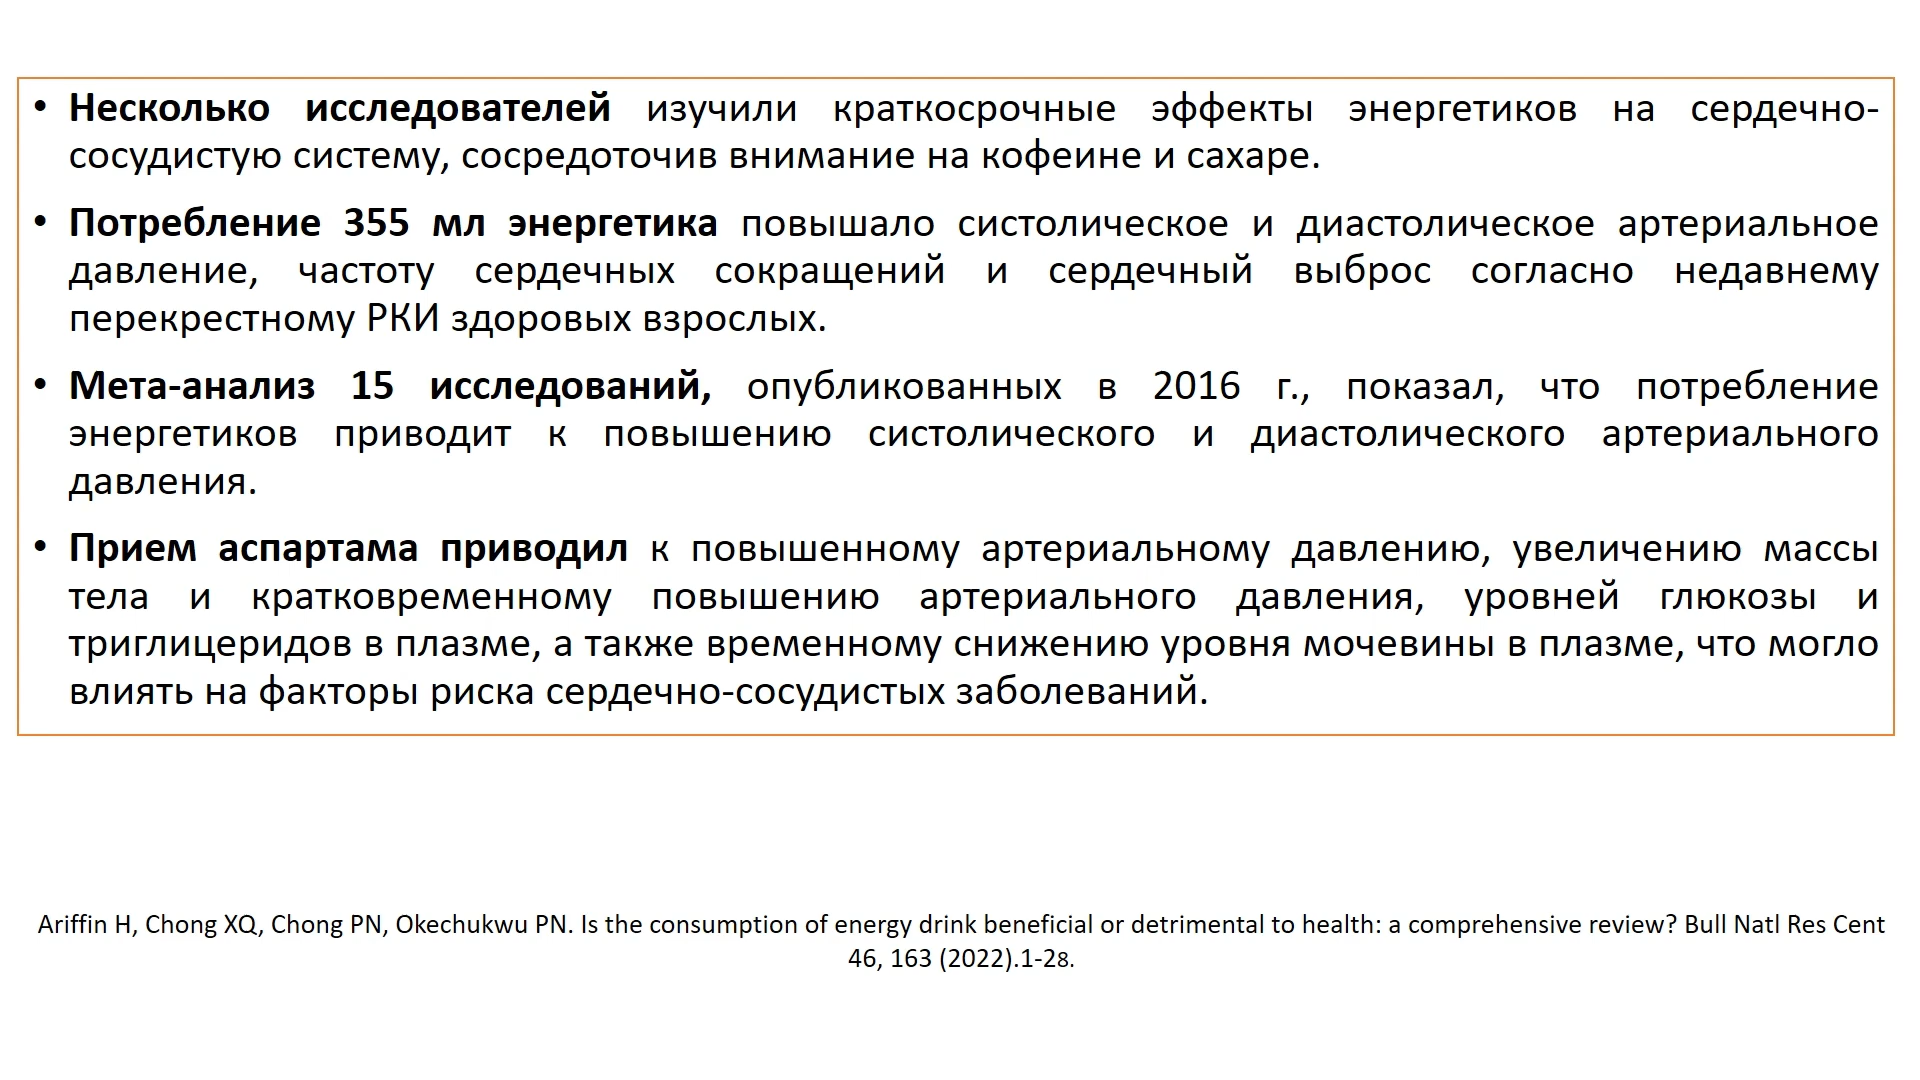 • Несколько исследователей изучили краткосрочные эффекты энергетиков на сердечно-
сосудистую систему, сосредоточив внимание на кофеине и сахаре.
• Потребление 355 мл энергетика повышало систолическое и диастолическое артериальное
давление, частоту сердечных сокращений и сердечный выброс согласно недавнему
перекрестному РКИ здоровых взрослых.
• Мета-анализ 15 исследований, опубликованных в 2016 г., показал, что потребление
энергетиков приводит к повышению систолического и диастолического артериального
давления.
• Прием аспартама приводил к повышенному артериальному давлению, увеличению массы
тела и кратковременному повышению артериального давления, уровней глюкозы и
триглицеридов в плазме, а также временному снижению уровня мочевины в плазме, что могло
влиять на факторы риска сердечно-сосудистых заболеваний.
Ariffin H, Chong XQ, Chong PN, Okechukwu PN. Is the consumption of energy drink beneficial or detrimental to health: a comprehensive review? Bull Natl Res Cent
46, 163 (2022).1-28.